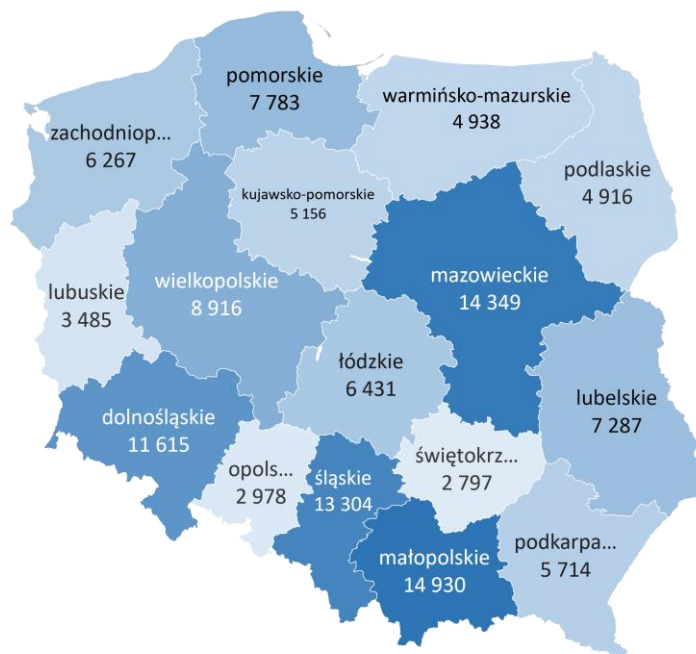 pomorskie
7 783
warmińsko-mazurskie
4 938
zachodniop...
6 267
podlaskie
4 916
kujawsko-pomorskie
5 156
mazowieckie
14 349
wielkopolskie
8 916
lubuskie
3 485
łódzkie
6 431
lubelskie
7 287
dolnośląskie
11 615
opols...
2 978
śląskie
13 304
świętokrz...
2 797
małopolskie
14 930
podkarpa...
5 714